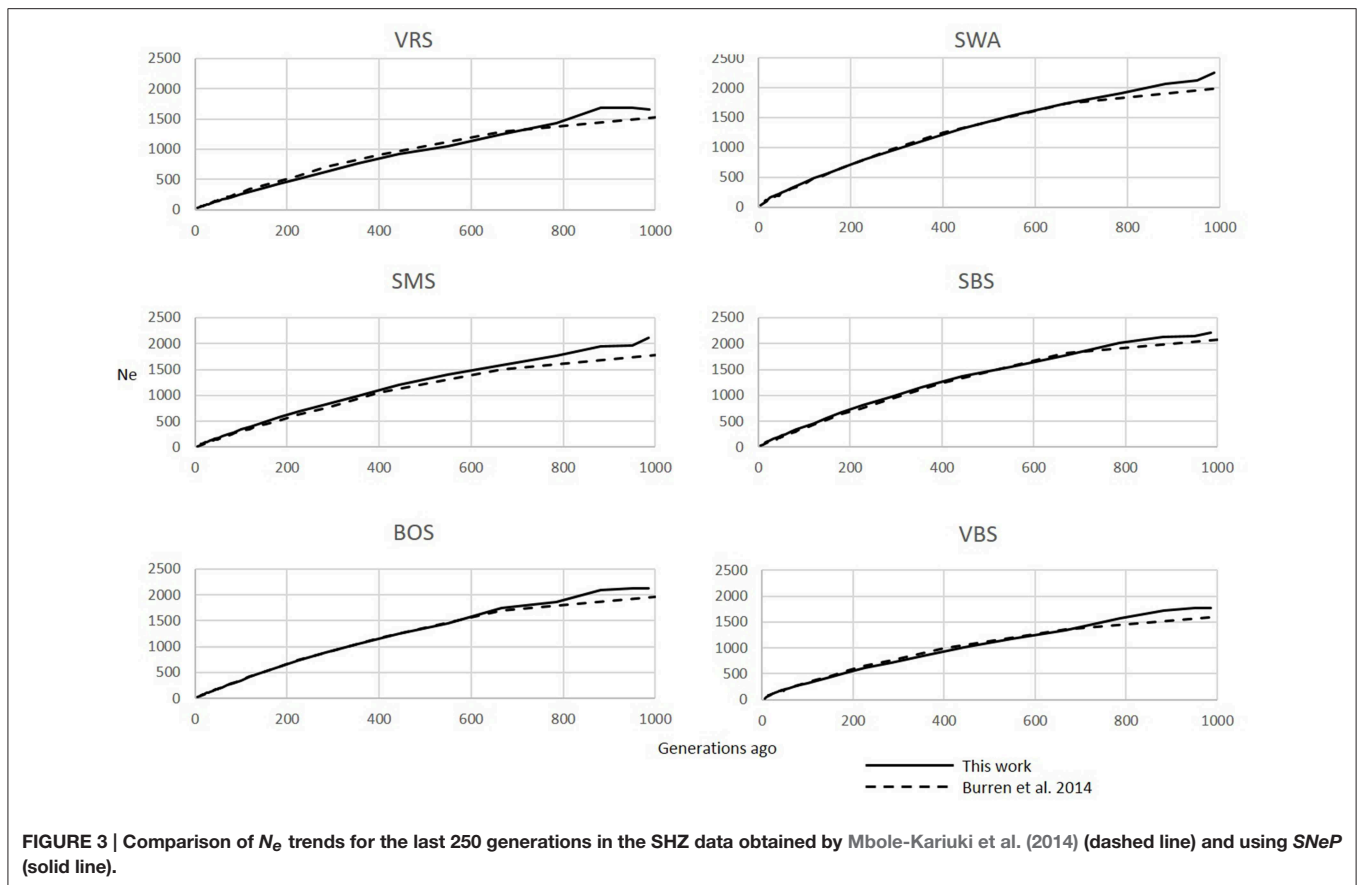 VRS
2500
2000
1500
1000
500
0
0 200 400 600 800 1000
SWA
2500
2000
1500
1000
500
0
0 200 400 600 800 1000
SMS
2500
2000
1500
1000
500
0
0 200 400 600 800 1000
Ne
SBS
2500
2000
1500
1000
500
0
0 200 400 600 800 1000
BOS
2500
2000
1500
1000
500
0
0 200 400 600 800 1000
VBS
2500
2000
1500
1000
500
0
0 200 400 600 800 1000
Generations ago
This work
Burren et al. 2014
FIGURE 3 | Comparison of Ne trends for the last 250 generations in the SHZ data obtained by Mbole-Kariuki et al. (2014) (dashed line) and using SNeP
(solid line).